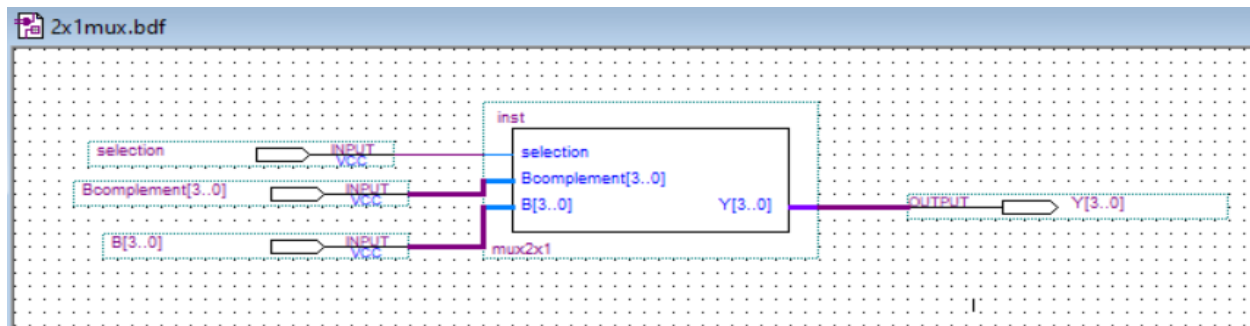 2x1mux.bdf
inst
selection INPUT
VCC
selection
Bcomplement[3..0] INPUT
VCC
Bcomplement[3..0]
B[3..0] Y[3..0]
OUTPUT Y[3..0]
B[3..0] INPUT
VCC
mux2x1